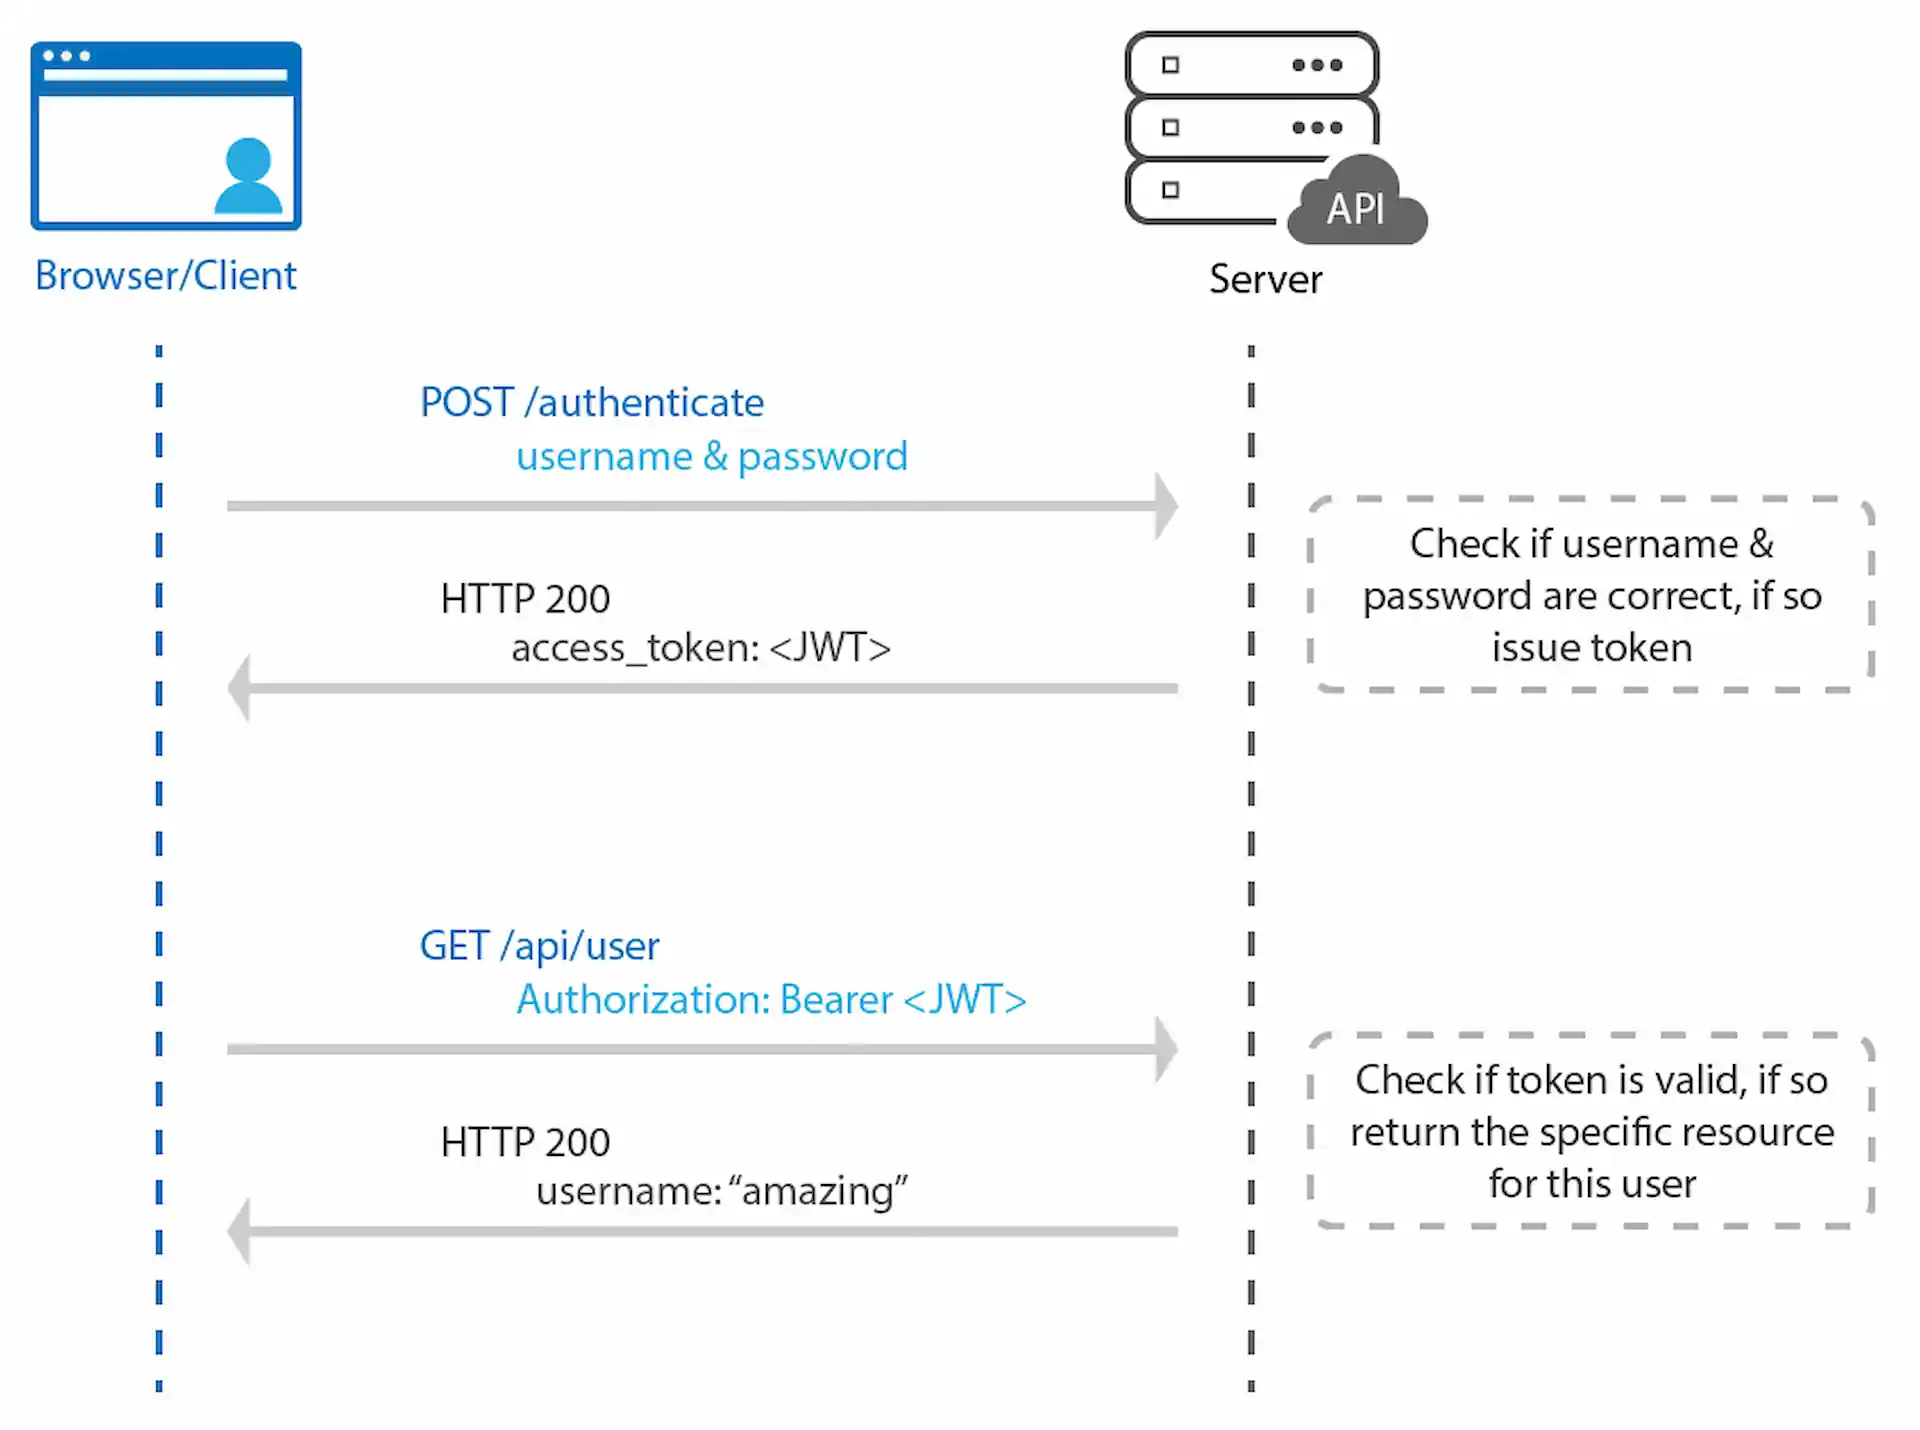 API
Browser/Client
Server
POST /authenticate
username & password
HTTP 200
access_token: <JWT>
Check if username &
password are correct, if so
issue token
GET /api/user
Authorization: Bearer <JWT>
HTTP 200
username: “amazing”
Check if token is valid, if so
return the specific resource
for this user